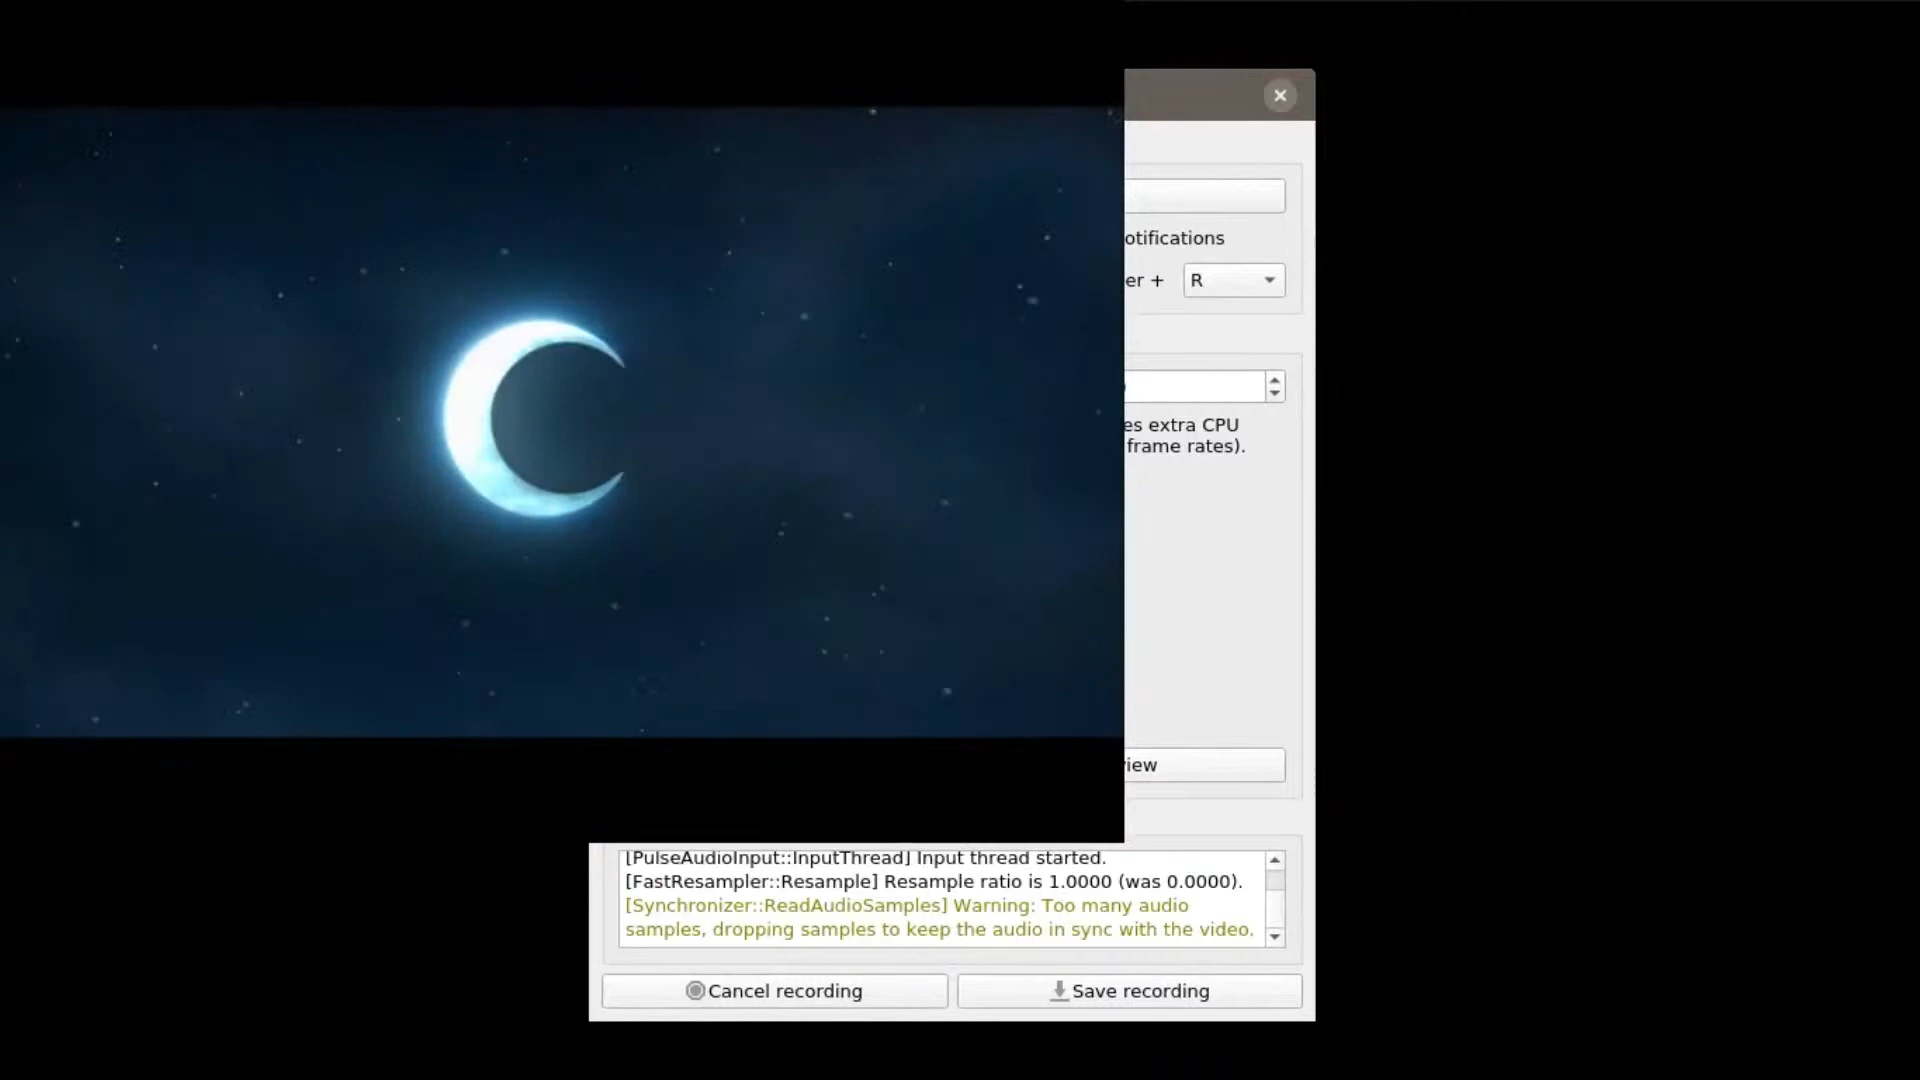 otifications
er +
R
es extra CPU
frame rates).
view
[PulseAudioInput::InputThread] Input thread started.
[FastResampler::Resample] Resample ratio is 1.0000 (was 0.0000).
[Synchronizer::ReadAudioSamples] Warning: Too many audio
samples, dropping samples to keep the audio in sync with the video.
Cancel recording
Save recording